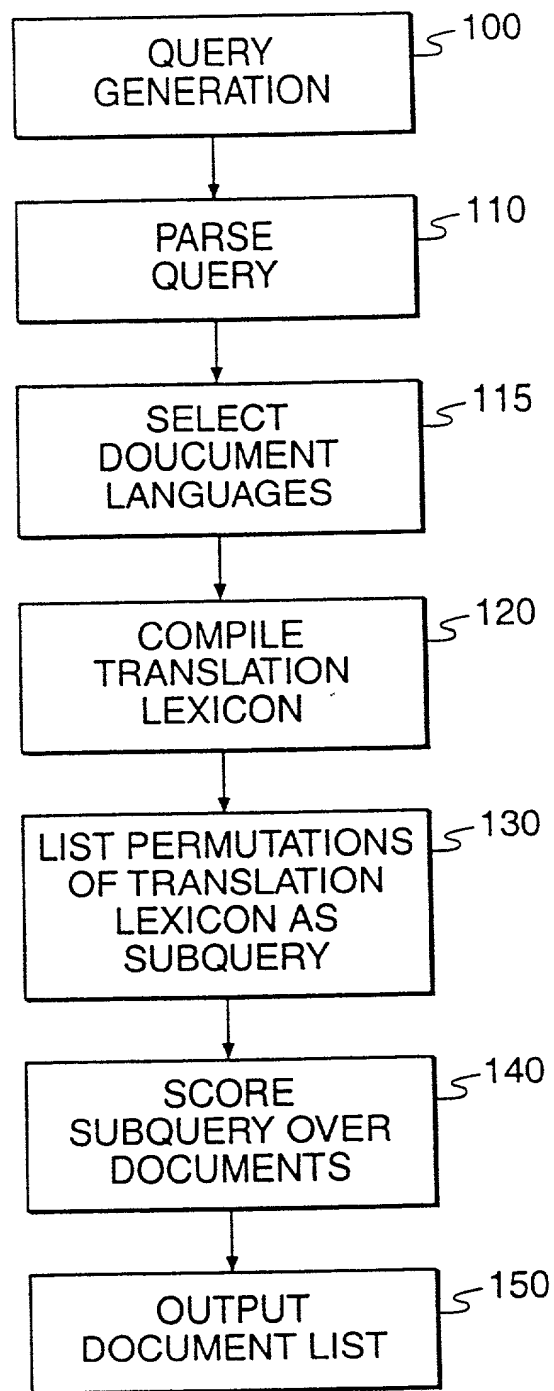 100
QUERY
GENERATION
110
PARSE
QUERY
115
SELECT
DOUCUMENT
LANGUAGES
120
COMPILE
TRANSLATION
LEXICON
130
LIST PERMUTATIONS
OF TRANSLATION
LEXICON AS
SUBQUERY
140
SCORE
SUBQUERY OVER
DOCUMENTS
150
OUTPUT
DOCUMENT LIST